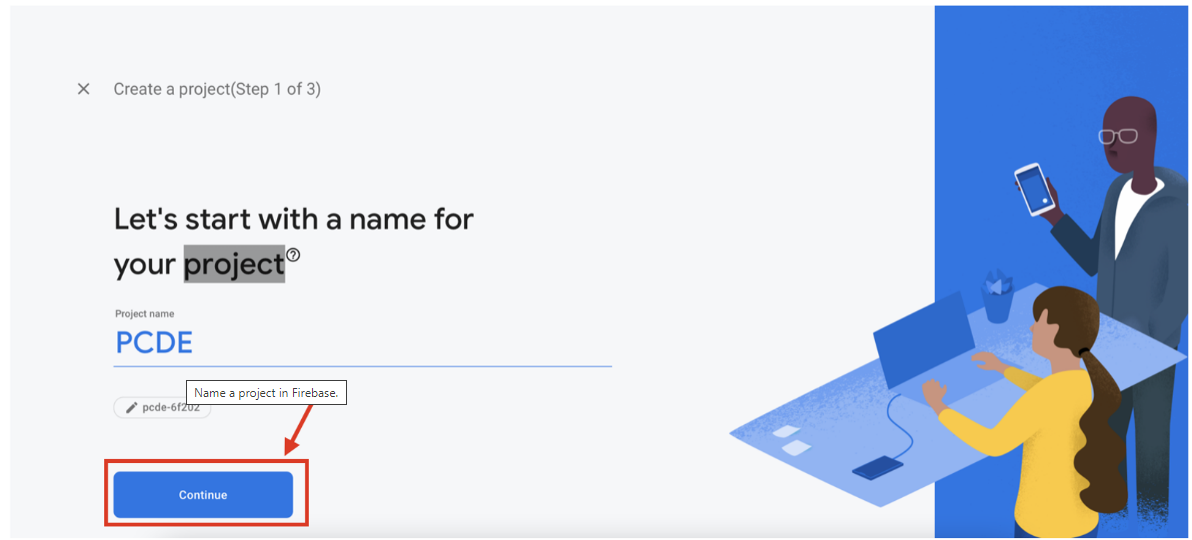 Create a project(Step 1 of 3)
Let's start with a name for
your project
Project name
PCDE
Name a project in Firebase.
pcde-6f202
Continue